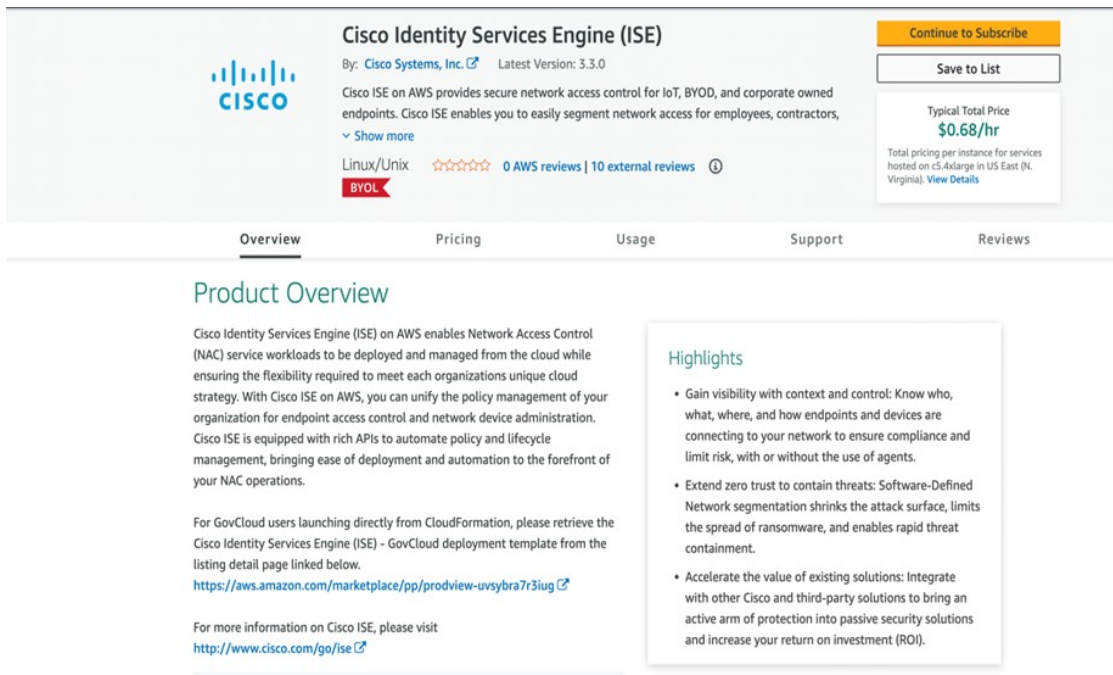 CISCO
Cisco Identity Services Engine (ISE)
By: Cisco Systems, Inc. Latest Version: 3.3.0
Cisco ISE on AWS provides secure network access control for IoT, BYOD, and corporate owned
endpoints. Cisco ISE enables you to easily segment network access for employees, contractors,
Show more
Linux/Unix 0 AWS reviews | 10 external reviews
BYOL
Continue to Subscribe
Save to List
Typical Total Price
$0.68/hr
Total pricing per instance for services
hosted on c5.4xlarge in US East (N.
Virginia). View Details
Overview Pricing Usage Support Reviews
Product Overview
Cisco Identity Services Engine (ISE) on AWS enables Network Access Control
(NAC) service workloads to be deployed and managed from the cloud while
ensuring the flexibility required to meet each organizations unique cloud
strategy. With Cisco ISE on AWS, you can unify the policy management of your
organization for endpoint access control and network device administration.
Cisco ISE is equipped with rich APIs to automate policy and lifecycle
management, bringing ease of deployment and automation to the forefront of
your NAC operations.
For GovCloud users launching directly from CloudFormation, please retrieve the
Cisco Identity Services Engine (ISE) - GovCloud deployment template from the
listing detail page linked below.
https://aws.amazon.com/marketplace/pp/prodview-uvsybra7r3iug
For more information on Cisco ISE, please visit
http://www.cisco.com/go/ise
Highlights
• Gain visibility with context and control: Know who,
what, where, and how endpoints and devices are
connecting to your network to ensure compliance and
limit risk, with or without the use of agents.
• Extend zero trust to contain threats: Software-Defined
Network segmentation shrinks the attack surface, limits
the spread of ransomware, and enables rapid threat
containment.
• Accelerate the value of existing solutions: Integrate
with other Cisco and third-party solutions to bring an
active arm of protection into passive security solutions
and increase your return on investment (ROI).